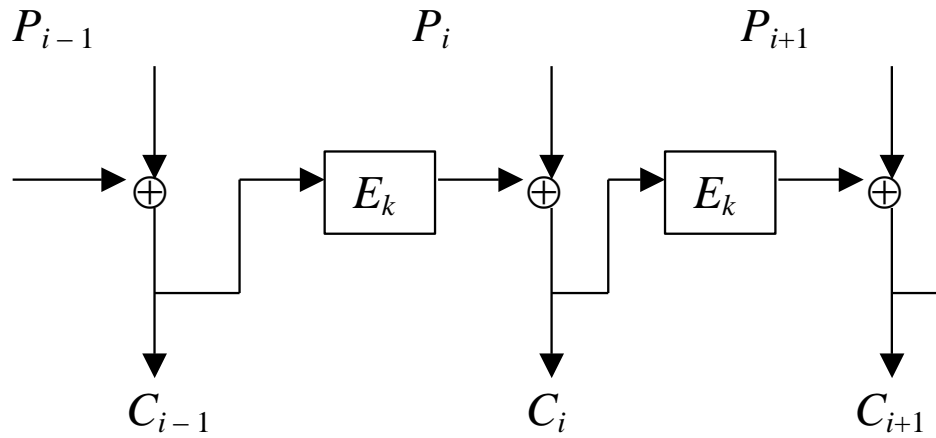 P_{i – 1} P_i P_{i+1}
E_k E_k
C_{i – 1} C_i C_{i+1}